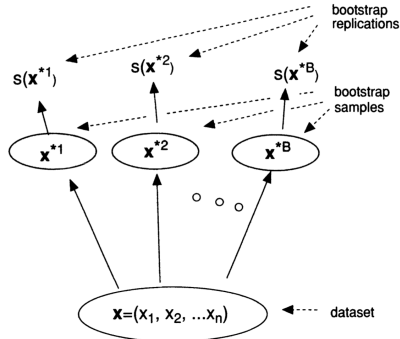 bootstrap
replications
s(x*1)
s(x*2)
s(x*B)
bootstrap
samples
x*1
x*2
x*B
x=(x1, x2, ...xn)
dataset